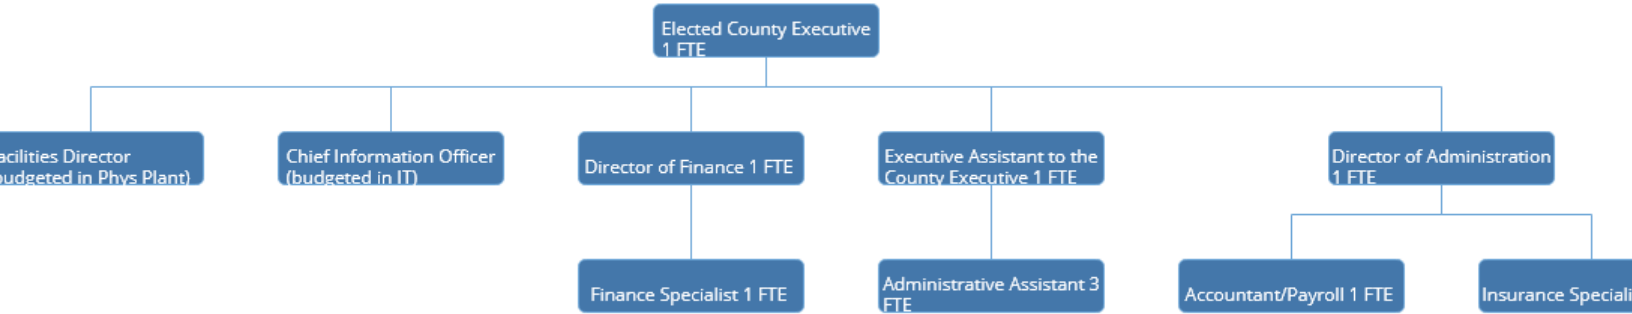 Elected County Executive
1 FTE
acilities Director
budgeted in Phys Plant)
Chief Information Officer
(budgeted in IT)
Director of Finance 1 FTE
Executive Assistant to the
County Executive 1 FTE
Director of Administration
1 FTE
Finance Specialist 1 FTE
Administrative Assistant 3
FTE
Accountant/Payroll 1 FTE
Insurance Speciali